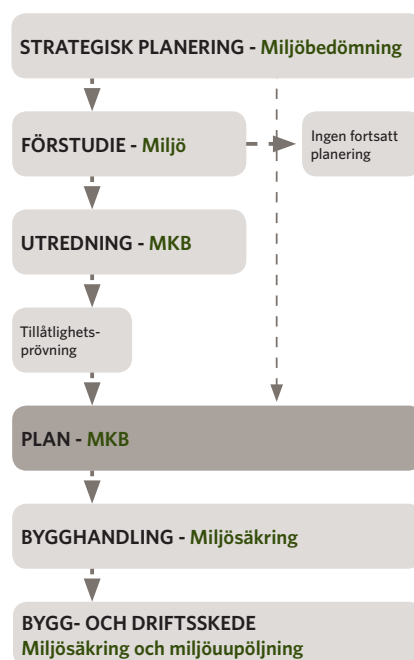 STRATEGISK PLANERING - Miljöbedömning
FÖRSTUDIE - Miljö
Ingen fortsatt
planering
UTREDNING - MKB
Tillåtlighets-
prövning
PLAN - MKB
BYGGHANDLING - Miljösäkring
BYGG- OCH DRIFTSSKEDE
Miljösäkring och miljöuupöljning